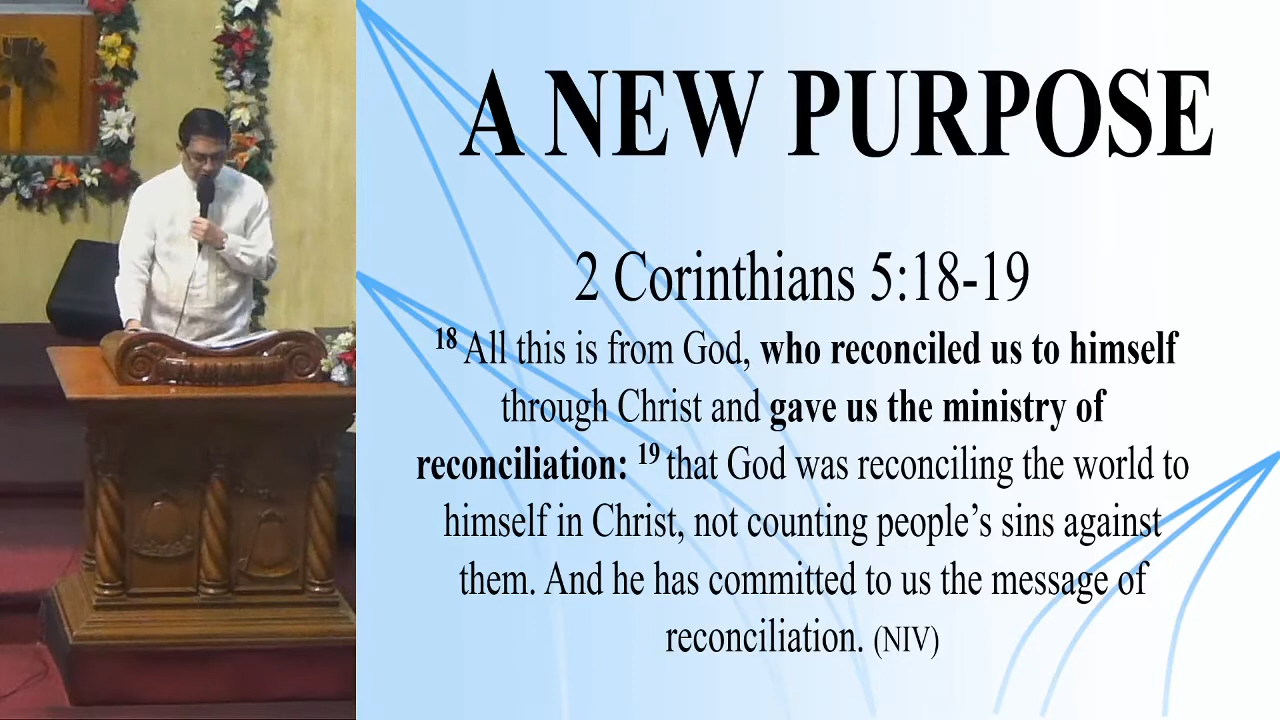 A NEW PURPOSE
2 Corinthians 5:18-19
18 All this is from God, who reconciled us to himself
through Christ and gave us the ministry of
reconciliation: 19 that God was reconciling the world to
himself in Christ, not counting people’s sins against
them. And he has committed to us the message of
reconciliation. (NIV)